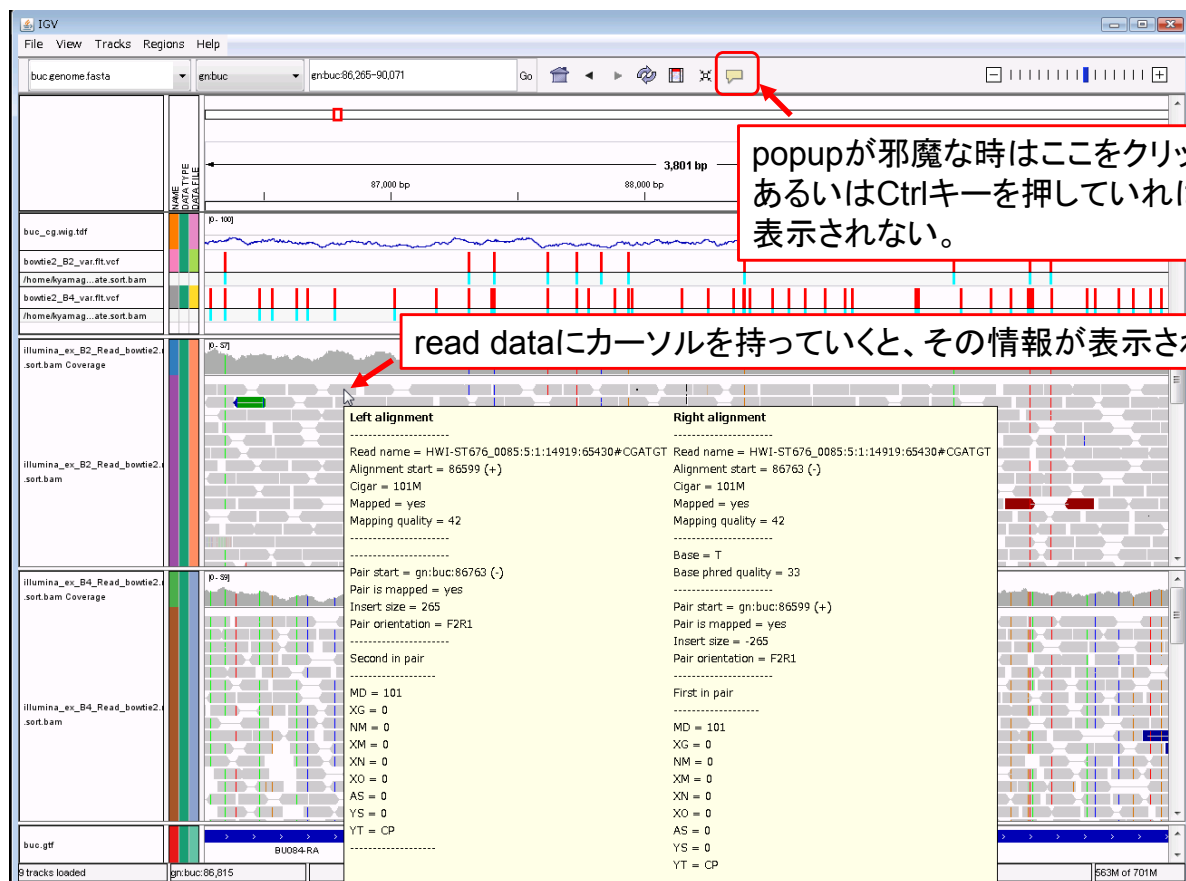 IGV
File View Tracks Regions Help
buc.genome.fasta
gn:buc
gn:buc:86,265-90,071
Go
popupが邪魔な時はここをクリッ
あるいはCtrlキーを押していれ
表示されない。
NAME
DATA TYPE
DATA FILE
3,801 bp
87,000 bp
88,000 bp
buc_cg.wig.tdf
[0 - 100]
bowtie2_B2_var.flt.vcf
/home/kyamag...ate.sort.bam
bowtie2_B4_var.flt.vcf
/home/kyamag...ate.sort.bam
read dataにカーソルを持っていくと、その情報が表示さ
illumina_ex_B2_Read_bowtie2.
.sort.bam Coverage
[0 - 57]
illumina_ex_B2_Read_bowtie2.
.sort.bam
Left alignment
----------------------
Read name = HWI-ST676_0085:5:1:14919:65430#CGATGT
Alignment start = 86599 (+)
Cigar = 101M
Mapped = yes
Mapping quality = 42
----------------------
----------------------
Pair start = gn:buc:86763 (-)
Pair is mapped = yes
Insert size = 265
Pair orientation = F2R1
----------------------
Second in pair
-------------------
MD = 101
XG = 0
NM = 0
XM = 0
XN = 0
XO = 0
AS = 0
YS = 0
YT = CP
-------------------
Right alignment
----------------------
Read name = HWI-ST676_0085:5:1:14919:65430#CGATGT
Alignment start = 86763 (-)
Cigar = 101M
Mapped = yes
Mapping quality = 42
----------------------
Base = T
Base phred quality = 33
----------------------
Pair start = gn:buc:86599 (+)
Pair is mapped = yes
Insert size = -265
Pair orientation = F2R1
----------------------
First in pair
-------------------
MD = 101
XG = 0
NM = 0
XM = 0
XN = 0
XO = 0
AS = 0
YS = 0
YT = CP
illumina_ex_B4_Read_bowtie2.
.sort.bam Coverage
[0 - 59]
illumina_ex_B4_Read_bowtie2.
.sort.bam
buc.gtf
BU084-RA
9 tracks loaded
gn:buc:86,815
563M of 701M